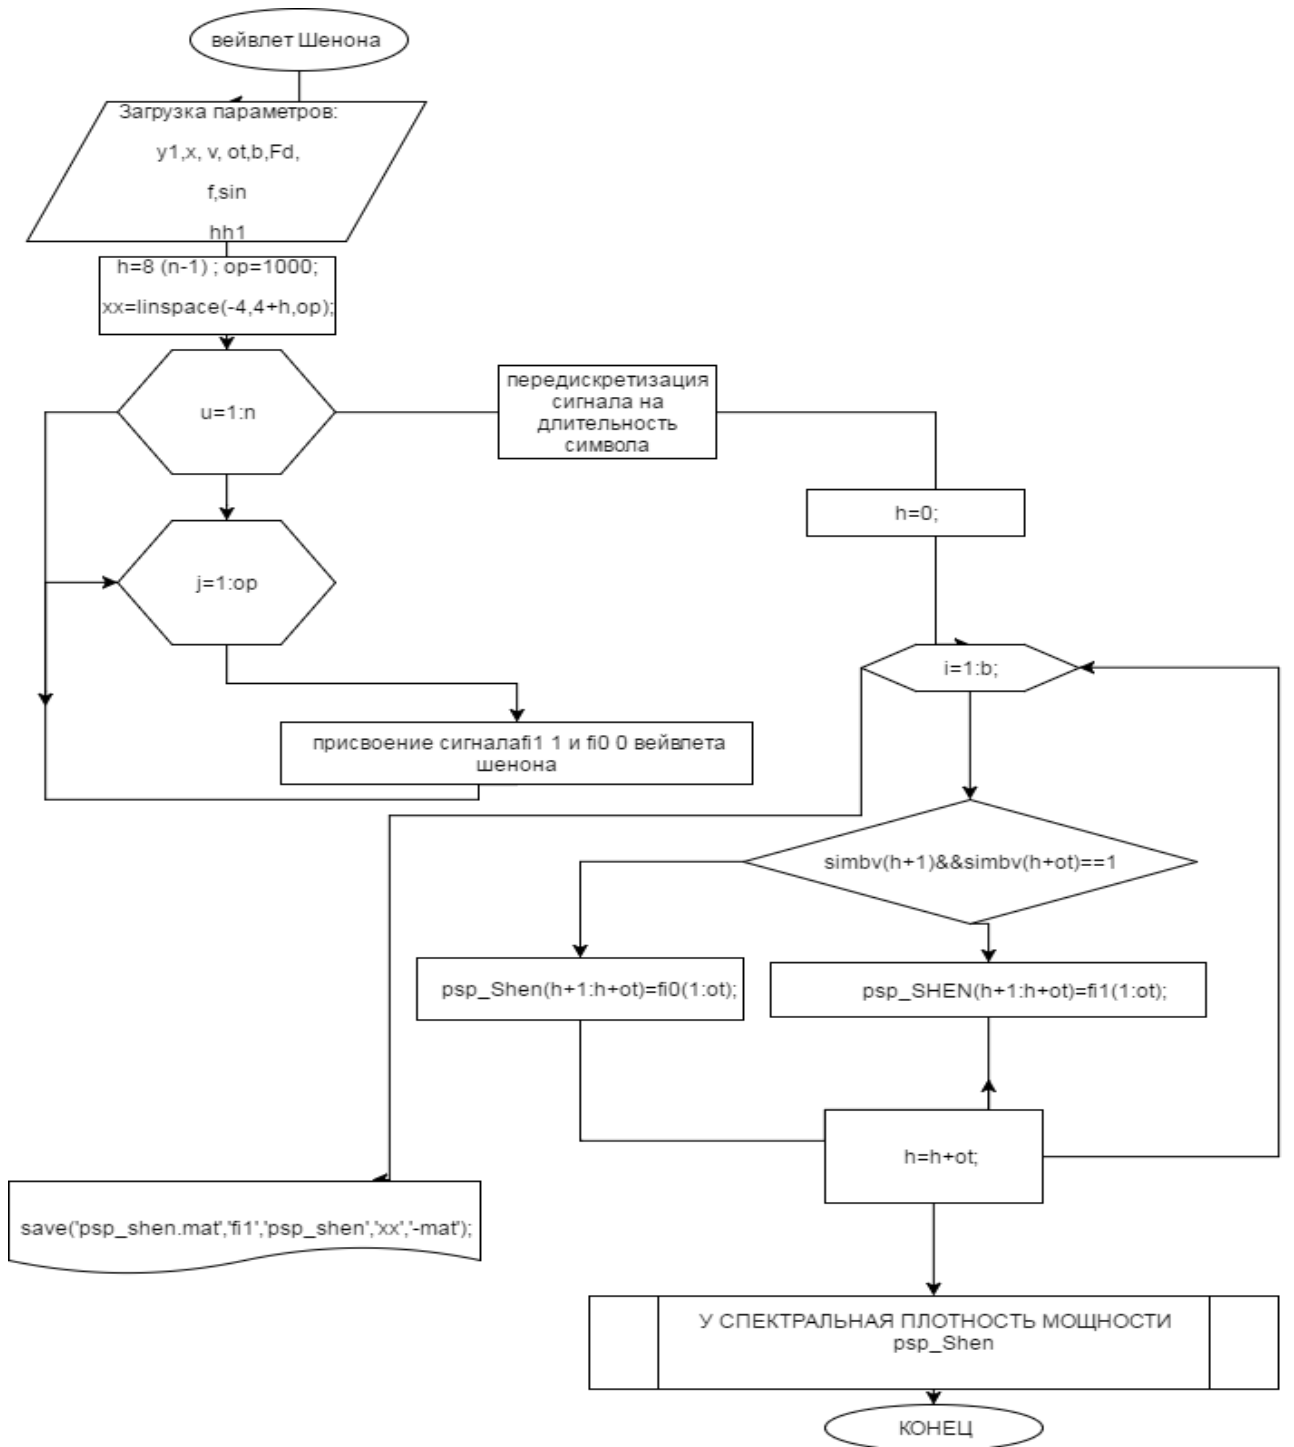 вейвлет Шенона
Загрузка параметров:
y1,x, v, ot,b,Fd,
f,sin
hh1
h=8 (n-1) ; op=1000;
xx=linspace(-4,4+h,op);
u=1:n
передискретизация
сигнала на
длительность
символа
h=0;
j=1:op
i=1:b;
присвоение сигналаfi1 1 и fi0 0 вейвлета
шенона
simbv(h+1)&&simbv(h+ot)==1
psp_Shen(h+1:h+ot)=fi0(1:ot);
psp_SHEN(h+1:h+ot)=fi1(1:ot);
h=h+ot;
save('psp_shen.mat','fi1','psp_shen','xx','-mat');
У СПЕКТРАЛЬНАЯ ПЛОТНОСТЬ МОЩНОСТИ
psp_Shen
КОНЕЦ